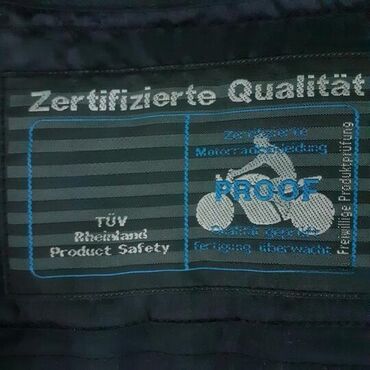 Zertifizierte Qualität
TÜV
Rheinland
Product Safety
Zertifizierte
Motorradbekleidung
PROOF
Qualität geprüft
fertigung überwacht
Freiwillige Produktprüfung